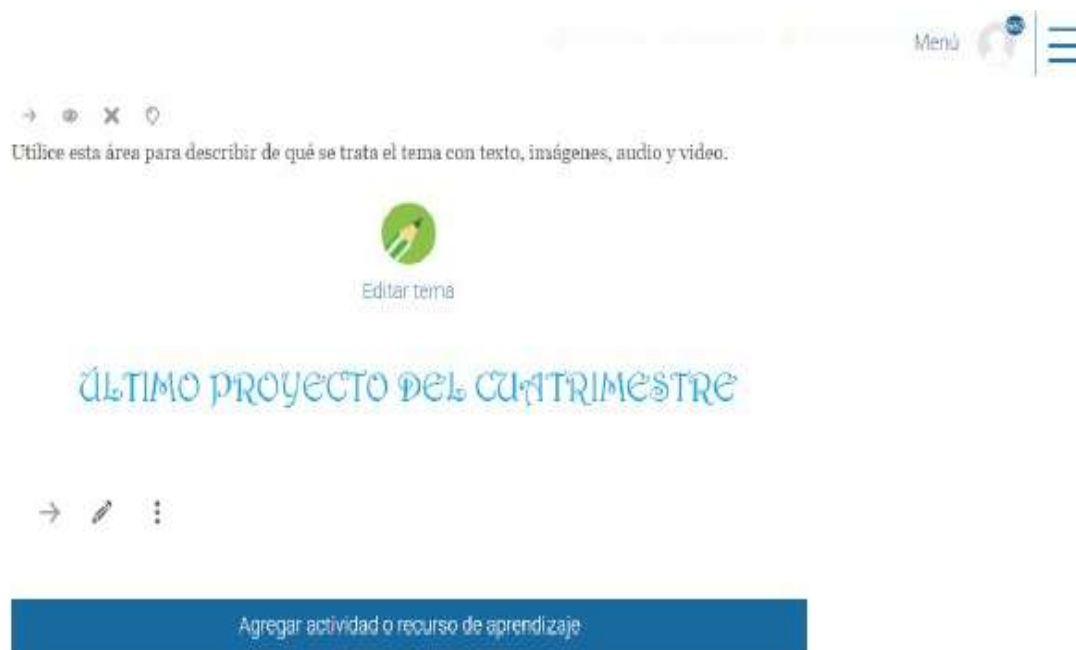 Menú
Utilice esta área para describir de qué se trata el tema con texto, imágenes, audio y video.
Editar tema
ÚLTIMO PROYECTO DEL CUATRIMESTRE
Agregar actividad o recurso de aprendizaje